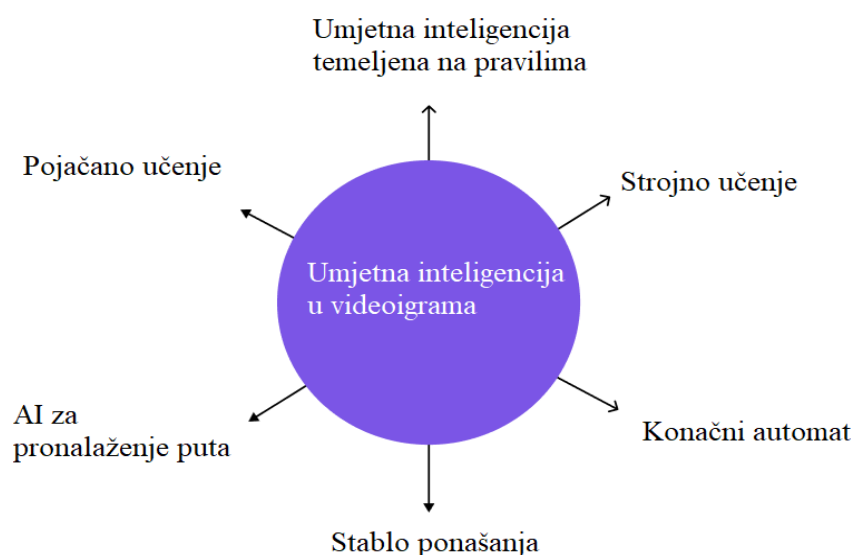 Umjetna inteligencija
temeljena na pravilima
Pojačano učenje
Strojno učenje
Umjetna inteligencija
u videoigrama
AI za
pronalaženje puta
Konačni automat
Stablo ponašanja